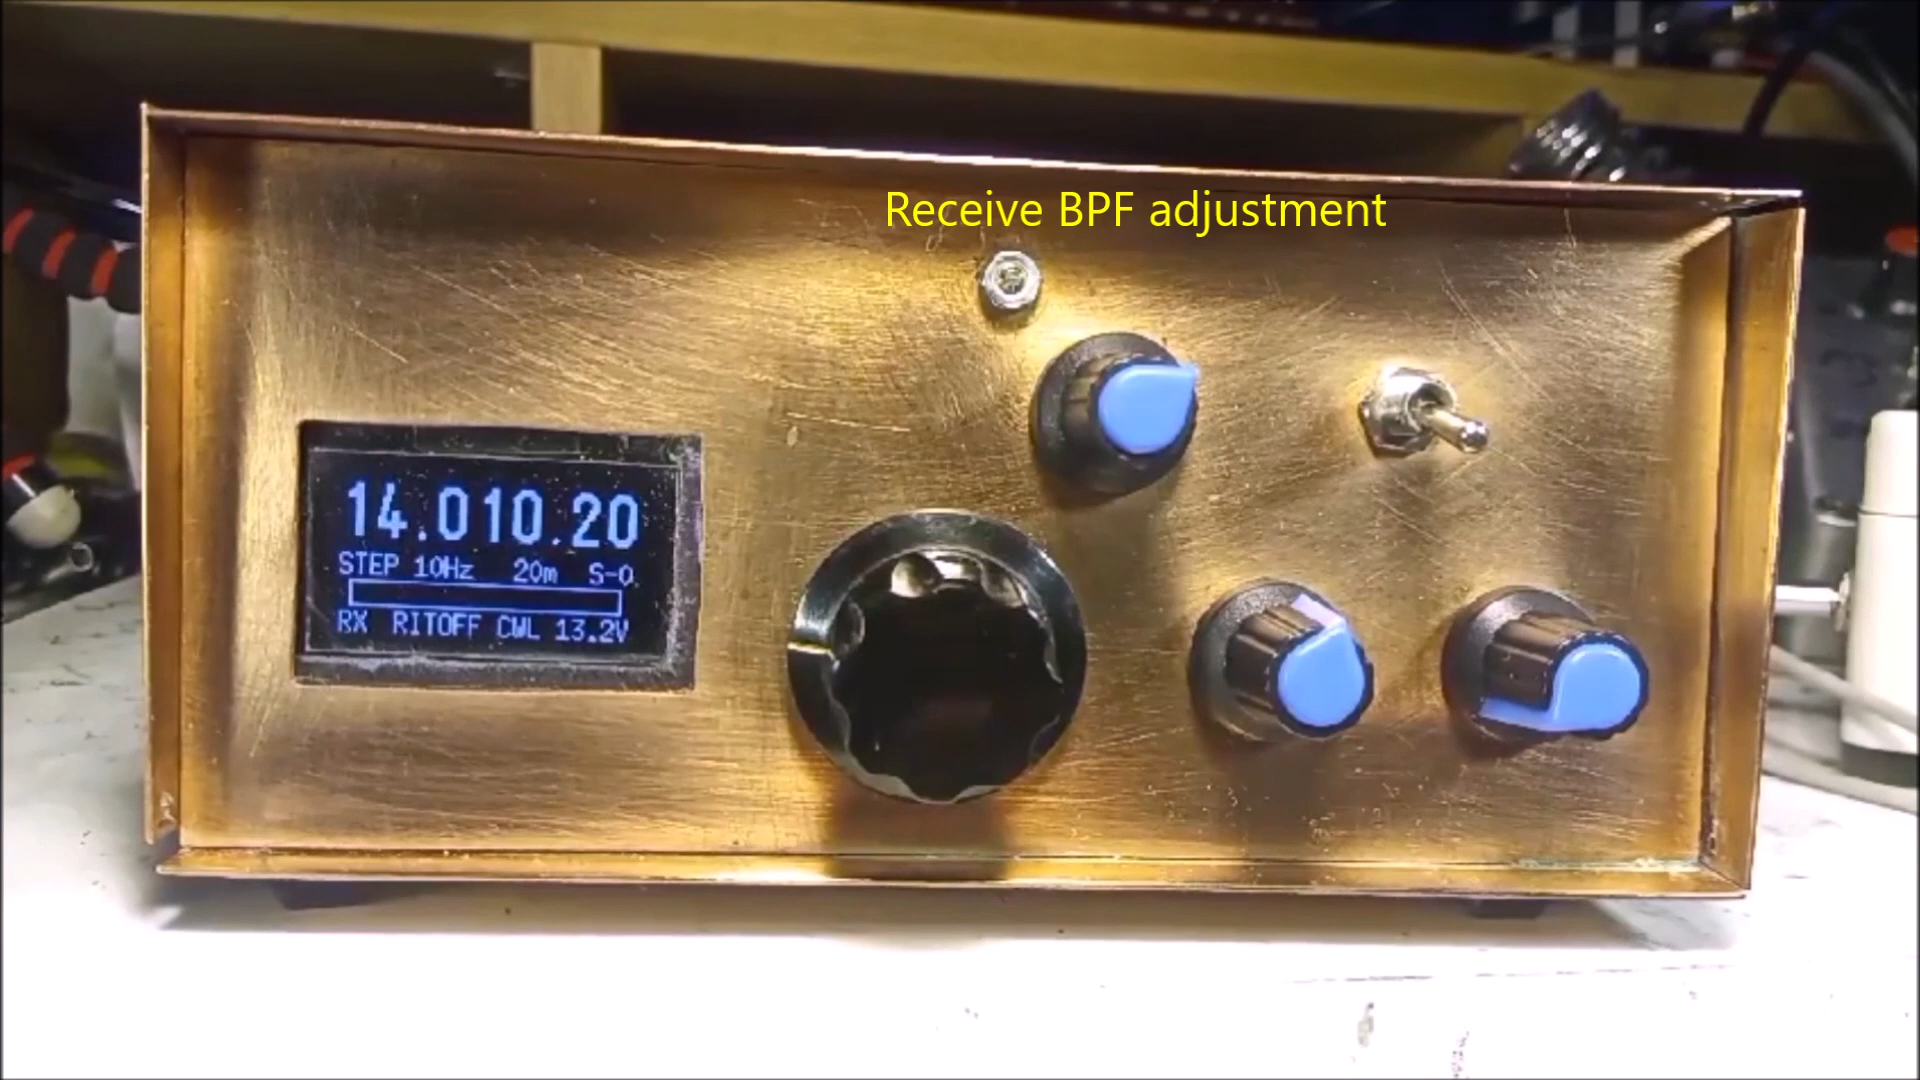 Receive BPF adjustment
14.010.20
STEP 10Hz 20m S-0
RX RITOFF CWL 13.2V